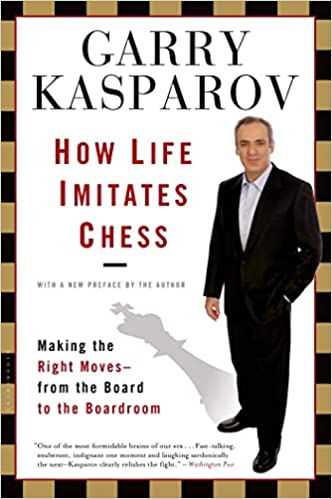 GARRY
KASPAROV
HOW LIFE
IMITATES
CHESS
WITH A NEW PREFACE BY THE AUTHOR
Making the
Right Moves—
from the Board
to the Boardroom
"One of the most formidable brains of our era . . . Fast-talking,
exuberant, indignant one moment and laughing sardonically the
next—Kasparov clearly relishes the fight." —Washington Post